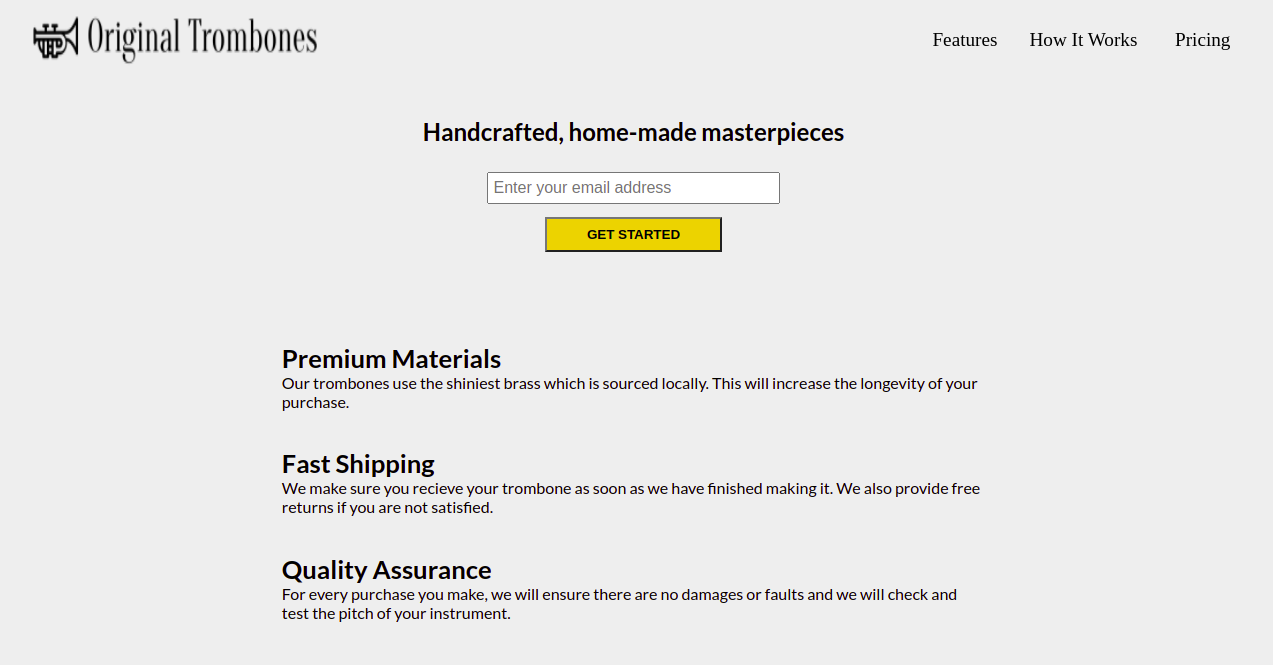 Original Trombones
Features How It Works Pricing
Handcrafted, home-made masterpieces
Enter your email address
GET STARTED
Premium Materials
Our trombones use the shiniest brass which is sourced locally. This will increase the longevity of your
purchase.
Fast Shipping
We make sure you recieve your trombone as soon as we have finished making it. We also provide free
returns if you are not satisfied.
Quality Assurance
For every purchase you make, we will ensure there are no damages or faults and we will check and
test the pitch of your instrument.